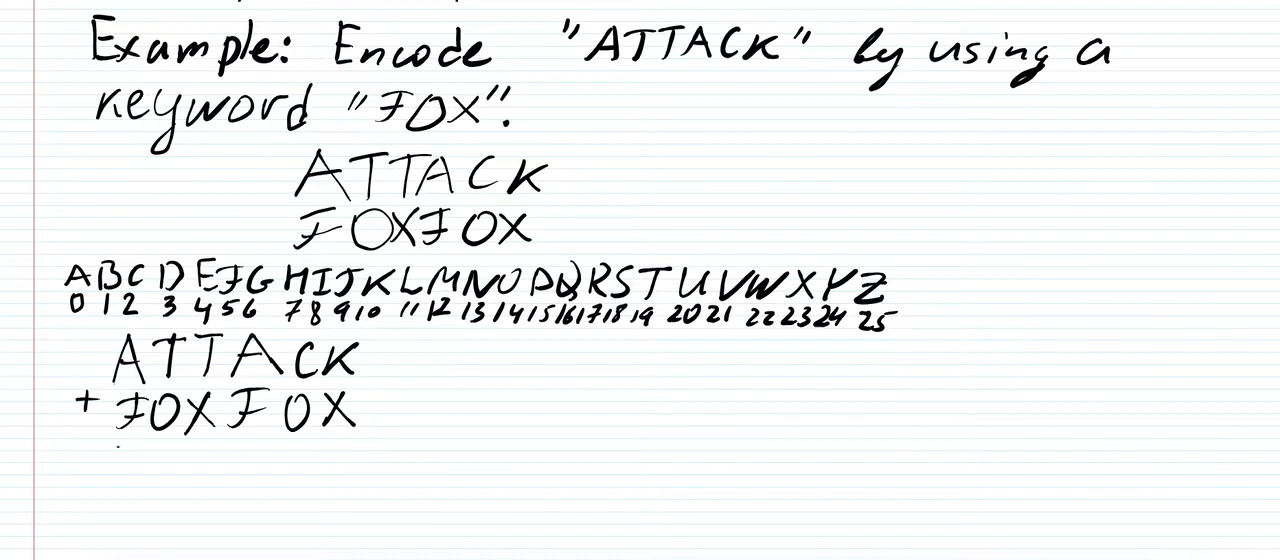 Example: Encode "ATTACK" by using a
keyword "FOX".
ATTACK
FOXFOX
A B C D E F G H I J K L M N O P Q R S T U V W X Y Z
0 1 2 3 4 5 6 7 8 9 10 11 12 13 14 15 16 17 18 19 20 21 22 23 24 25
ATTACK
+ FOXFOX